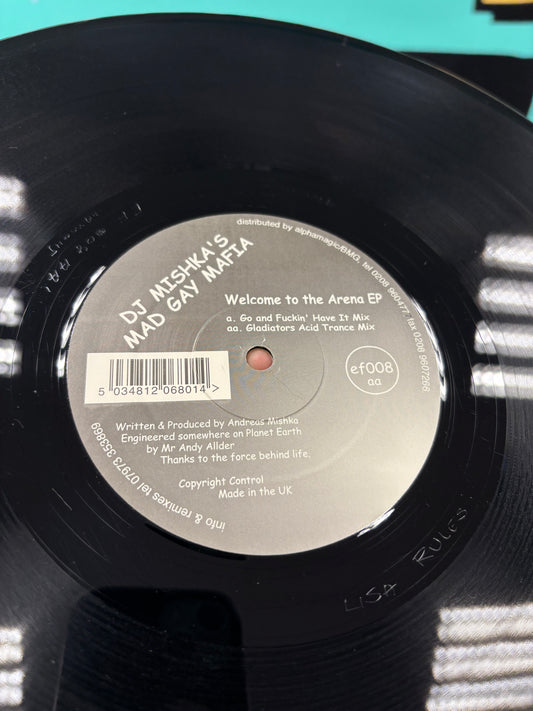 distributed by alphamagic/BMG, tel 0208 960477, fax 0208 9607268
DJ MISHKA'S
MAD GAY MAFIA
Welcome to the Arena EP
a. Go and Fuckin' Have It Mix
aa. Gladiators Acid Trance Mix
ef008
aa
5 034812 068014 >
Written & Produced by Andreas Mishka
Engineered somewhere on Planet Earth
by Mr Andy Allder
Thanks to the force behind life.
Copyright Control
Made in the UK
info & remixes tel 07973 353869
LISA RULES